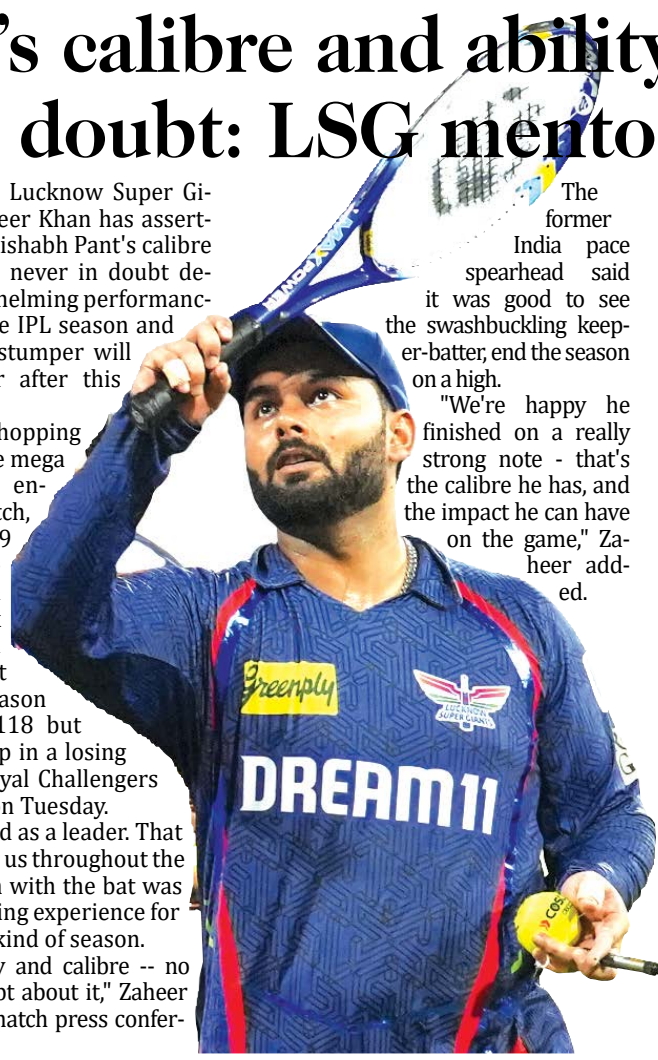 's calibre and ability
doubt: LSG mento
Lucknow Super Gi-
eer Khan has assert-
ishabh Pant's calibre
never in doubt de-
helming performanc-
e IPL season and
stumper will
r after this
hopping
e mega
en-
tch,
9
t
ason
118 but
p in a losing
yal Challengers
n Tuesday.
d as a leader. That
us throughout the
n with the bat was
ing experience for
kind of season.
y and calibre -- no
bt about it," Zaheer
match press confer-
The
former
India pace
spearhead said
it was good to see
the swashbuckling keep-
er-batter, end the season
on a high.
"We're happy he
finished on a really
strong note - that's
the calibre he has, and
the impact he can have
on the game," Za-
heer add-
ed.
MAXPOWER
Greenply
LUCKNOW
SUPER GIANTS
DREAM11
COSCO